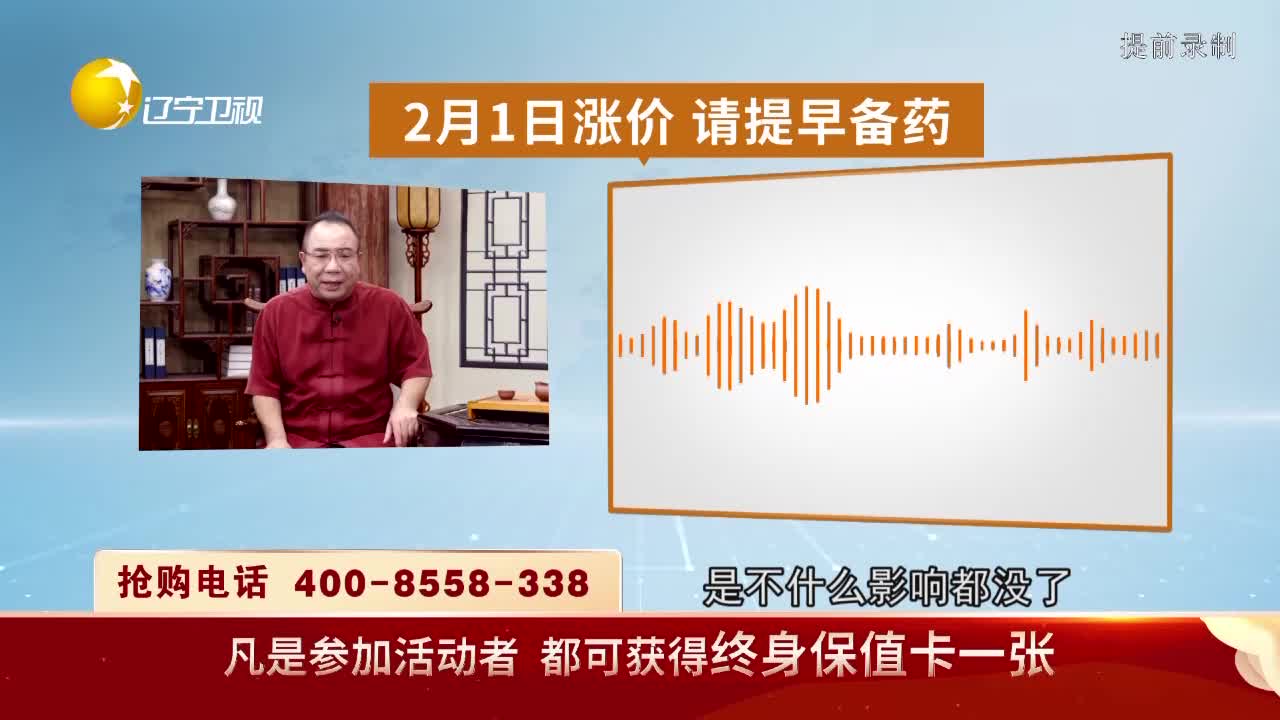 提前录制
辽宁卫视
2月1日涨价 请提早备药
抢购电话 400-8558-338
是不什么影响都没了
凡是参加活动者 都可获得终身保值卡一张